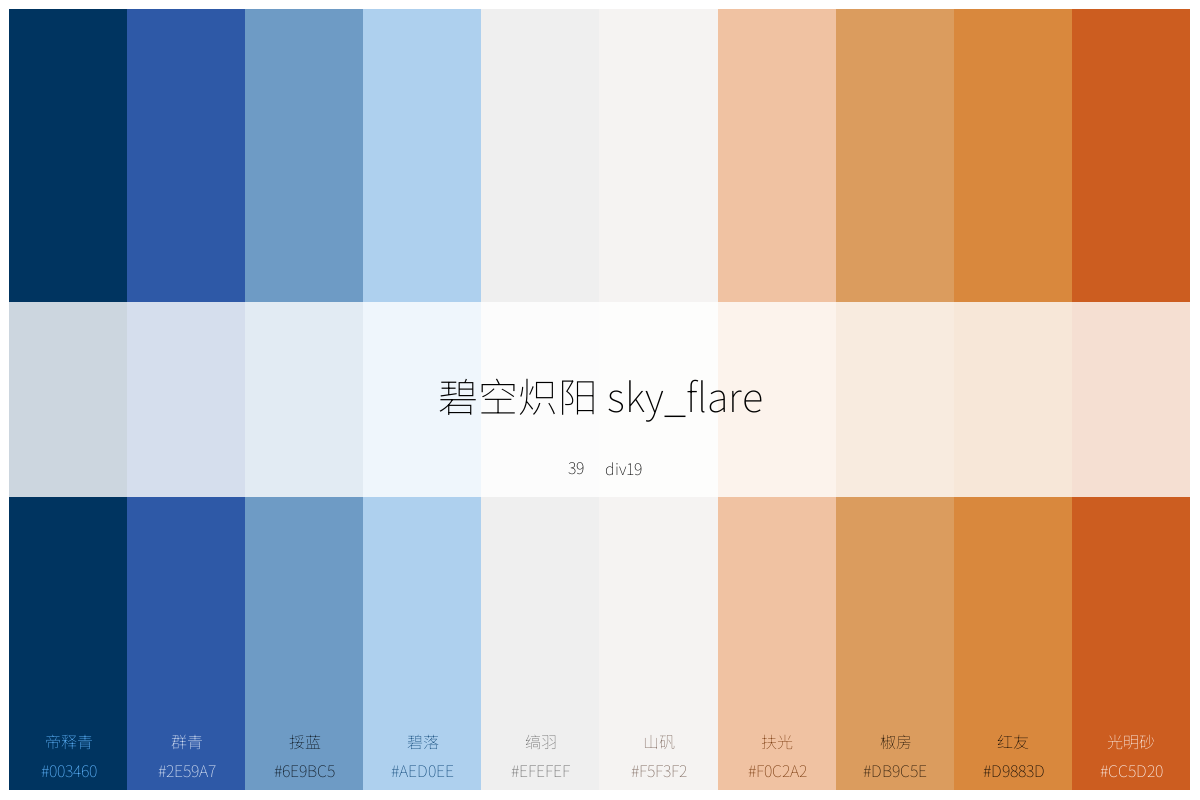 碧空炽阳 sky_flare
39 div19
帝释青 群青 挼蓝 碧落 缟羽 山矾 扶光 椒房 红友 光明砂
#003460 #2E59A7 #6E9BC5 #AED0EE #EFEFEF #F5F3F2 #F0C2A2 #DB9C5E #D9883D #CC5D20